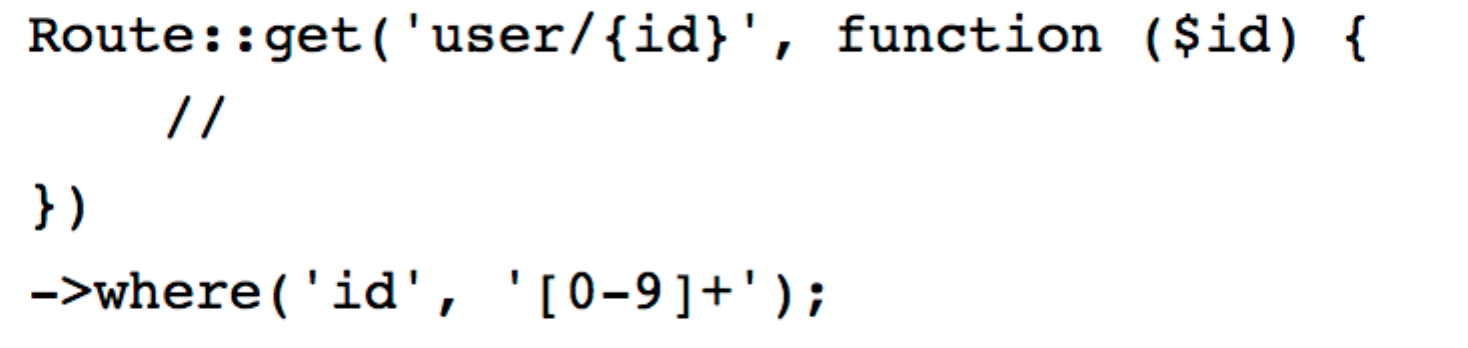 Route::get('user/{id}', function ($id) {
    //
})
->where('id', '[0-9]+');